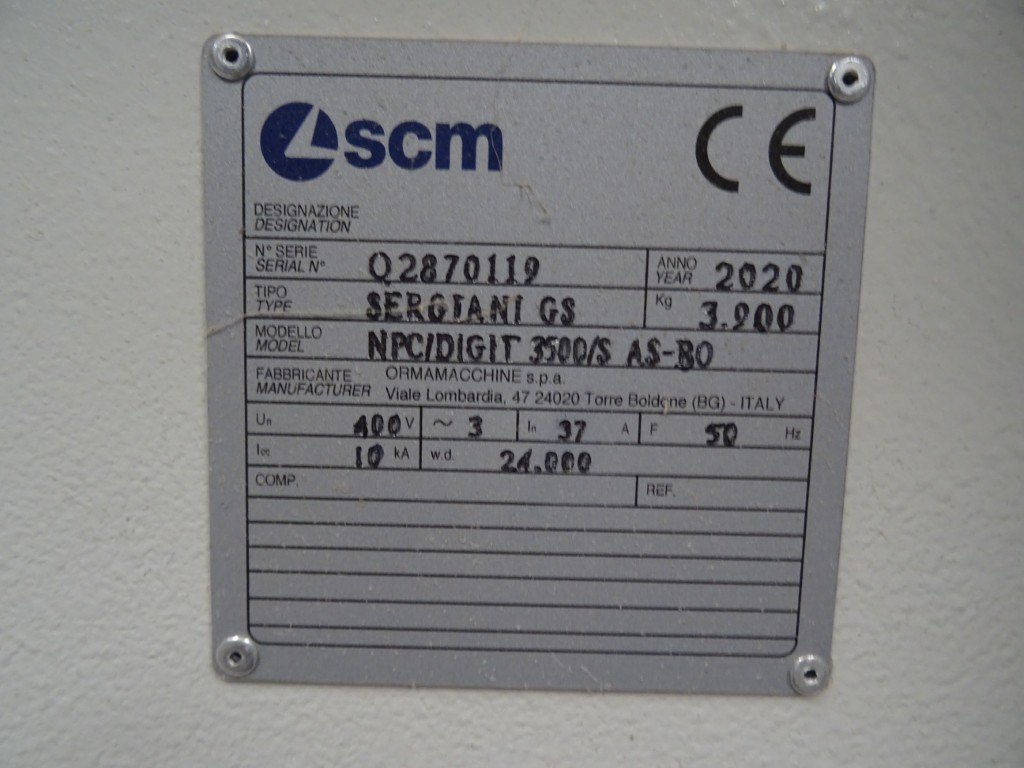 scm CE
DESIGNAZIONE
DESIGNATION
N° SERIE
SERIAL N° Q2870119
ANNO
YEAR 2020
TIPO
TYPE SERGIANI GS
Kg 3.900
MODELLO
MODEL NPC/DIGIT 3500/S AS-BO
FABBRICANTE ORMAMACCHINE s.p.a.
MANUFACTURER Viale Lombardia, 47 24020 Torre Boldone (BG) - ITALY
Un 400 V ~ 3 In 37 A F 50 Hz
Icc 10 kA w.d. 24.000
COMP. REF.